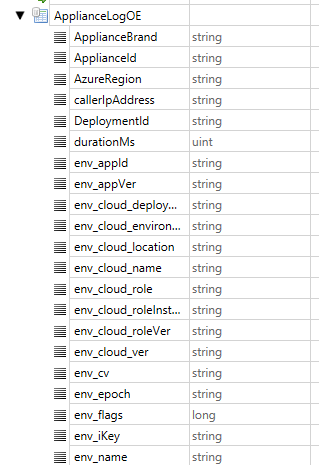 ApplianceLogOE
ApplianceBrand string
ApplianceId string
AzureRegion string
callerIpAddress string
DeploymentId string
durationMs uint
env_appId string
env_appVer string
env_cloud_deploy... string
env_cloud_environ... string
env_cloud_location string
env_cloud_name string
env_cloud_role string
env_cloud_roleInst... string
env_cloud_roleVer string
env_cloud_ver string
env_cv string
env_epoch string
env_flags long
env_iKey string
env_name string